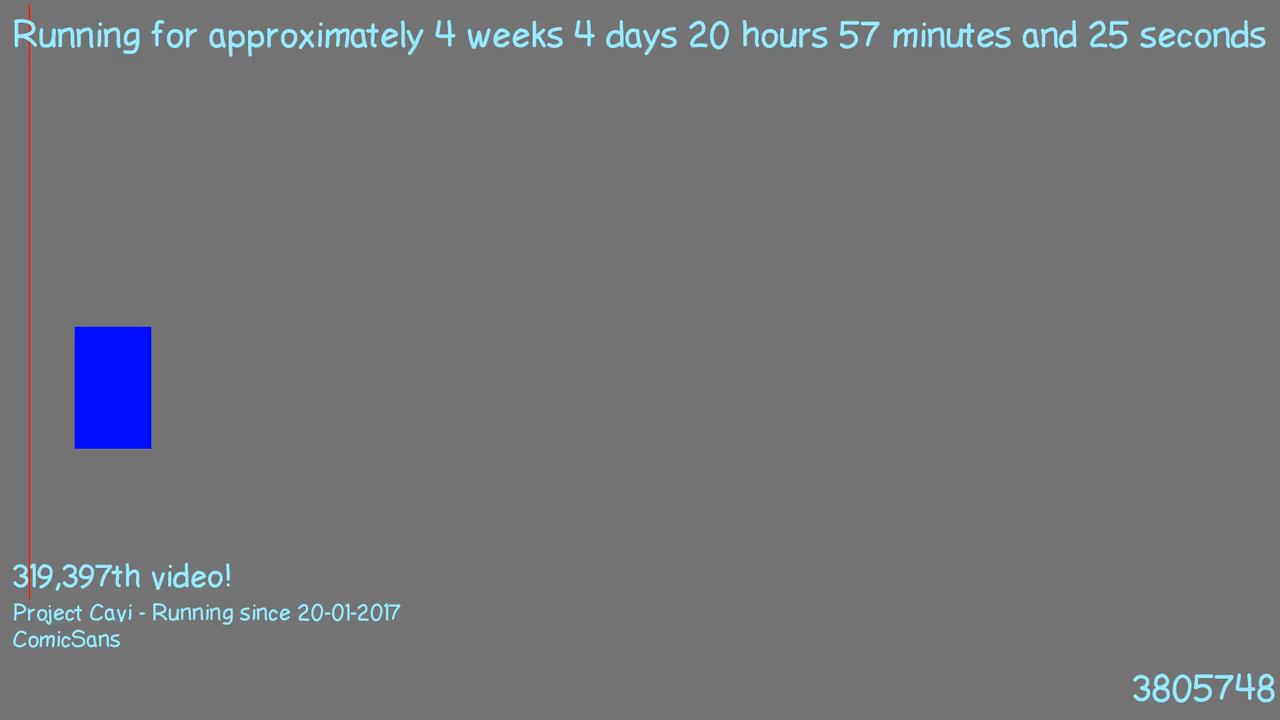 Running for approximately 4 weeks 4 days 20 hours 57 minutes and 25 seconds
319,397th video!
Project Cavi - Running since 20-01-2017
ComicSans
3805748